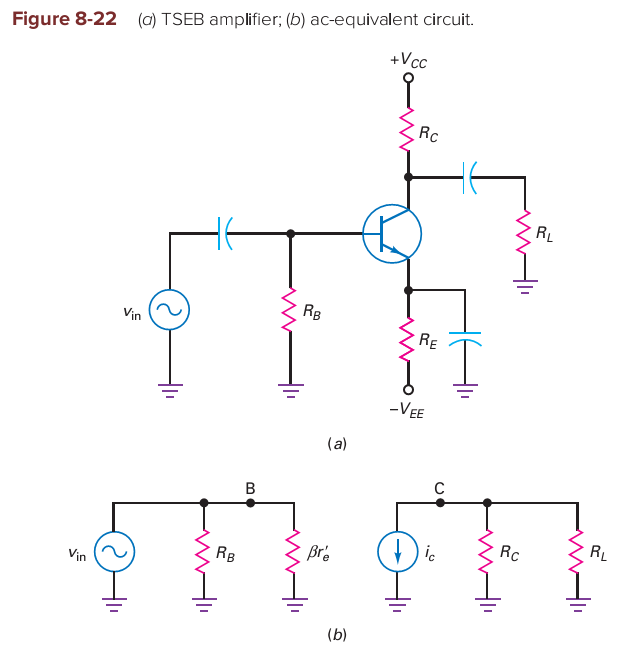 Figure 8-22 (a) TSEB amplifier; (b) ac-equivalent circuit.
+VCC
RC
RL
vin
RB
RE
–VEE
(a)
B
C
vin
RB
βr′e
ic
RC
RL
(b)